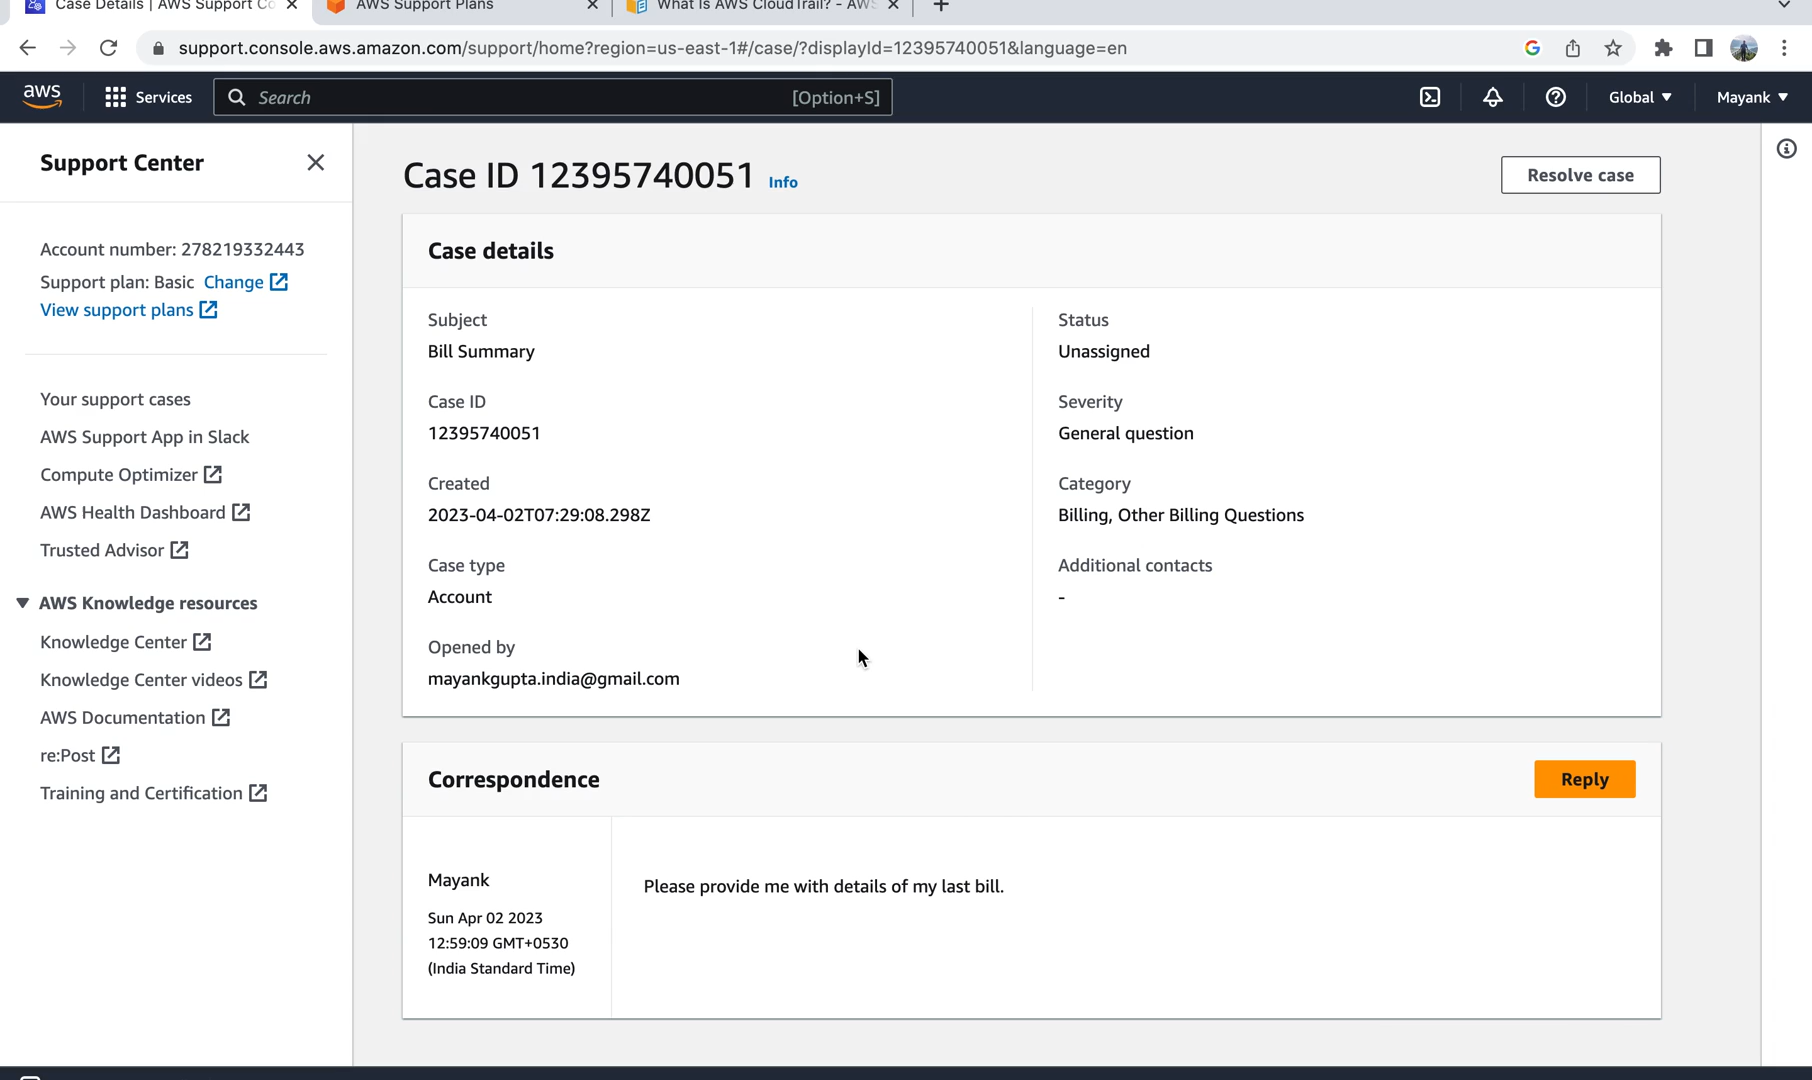 Case Details | AWS Support Co
AWS Support Plans
What Is AWS CloudTrail? - AWS
support.console.aws.amazon.com/support/home?region=us-east-1#/case/?displayId=12395740051&language=en
aws
Services
Search
[Option+S]
Global
Mayank
Support Center
Account number: 278219332443
Support plan: Basic Change
View support plans
Your support cases
AWS Support App in Slack
Compute Optimizer
AWS Health Dashboard
Trusted Advisor
AWS Knowledge resources
Knowledge Center
Knowledge Center videos
AWS Documentation
re:Post
Training and Certification
Case ID 12395740051 Info
Resolve case
Case details
Subject
Bill Summary
Case ID
12395740051
Created
2023-04-02T07:29:08.298Z
Case type
Account
Opened by
mayankgupta.india@gmail.com
Status
Unassigned
Severity
General question
Category
Billing, Other Billing Questions
Additional contacts
-
Correspondence
Reply
Mayank
Sun Apr 02 2023
12:59:09 GMT+0530
(India Standard Time)
Please provide me with details of my last bill.